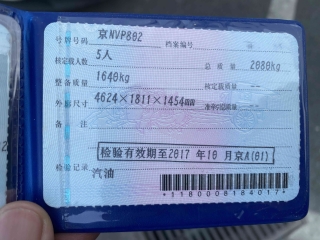 号牌号码 京NVP802 档案编号
核定载人数 5人 总质量 2080kg
整备质量 1640kg 核定载质量 --
外廓尺寸 4624×1811×1454mm 准牵引总质量 --
备注
检验有效期至2017年10月京A(01)
检验记录 汽油
*1180008184017*